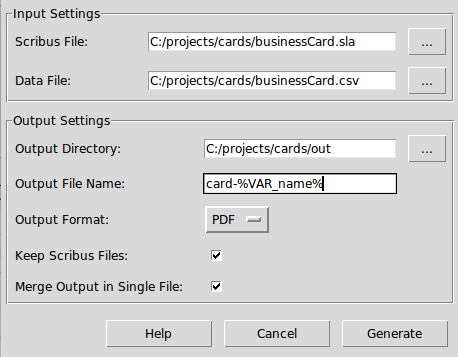 Input Settings
Scribus File: C:/projects/cards/businessCard.sla ...
Data File: C:/projects/cards/businessCard.csv ...
Output Settings
Output Directory: C:/projects/cards/out ...
Output File Name: card-%VAR_name%
Output Format: PDF
Keep Scribus Files:
Merge Output in Single File:
Help Cancel Generate